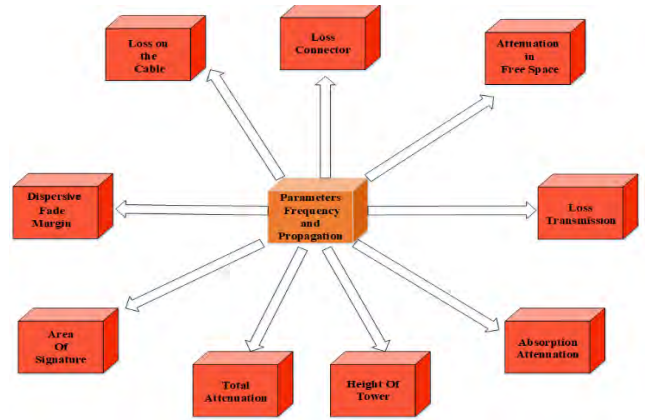 Loss on
the
Cable
Loss
Connector
Attenuation
in
Free Space
Dispersive
Fade
Margin
Parameters
Frequency
and
Propagation
Loss
Transmission
Area
Of
Signature
Total
Attenuation
Height Of
Tower
Absorption
Attenuation